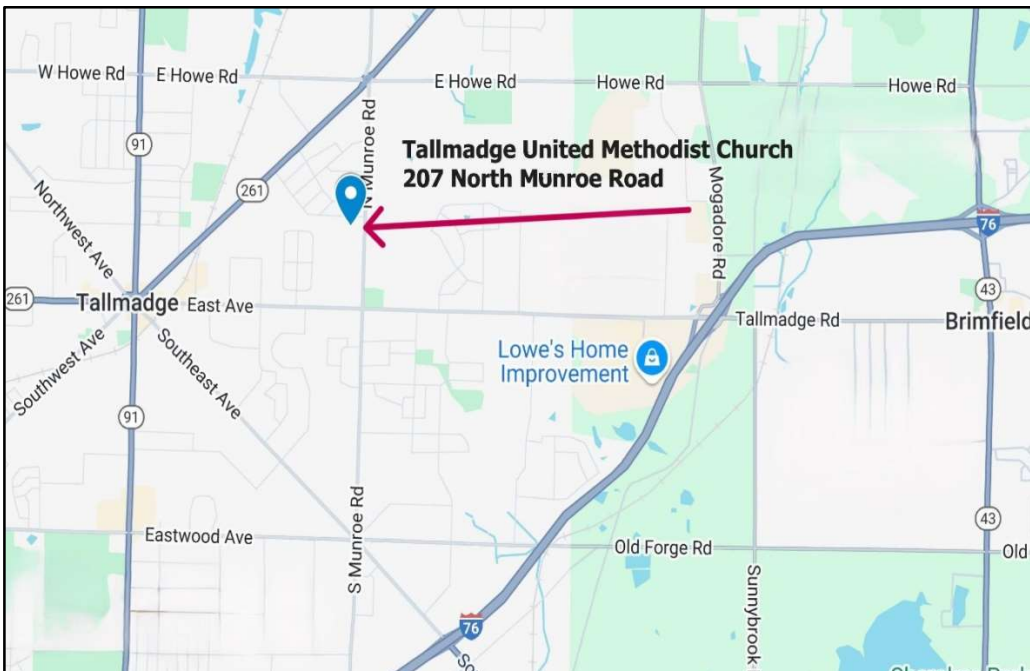 W Howe Rd
E Howe Rd
E Howe Rd
Howe Rd
Howe Rd
91
N Munroe Rd
Tallmadge United Methodist Church
207 North Munroe Road
Mogadore Rd
261
Northwest Ave
76
261
Tallmadge
East Ave
43
Tallmadge Rd
Brimfield
Southwest Ave
Southeast Ave
Lowe's Home
Improvement
91
S Munroe Rd
43
Eastwood Ave
Old Forge Rd
Old
Sunnybrook
76